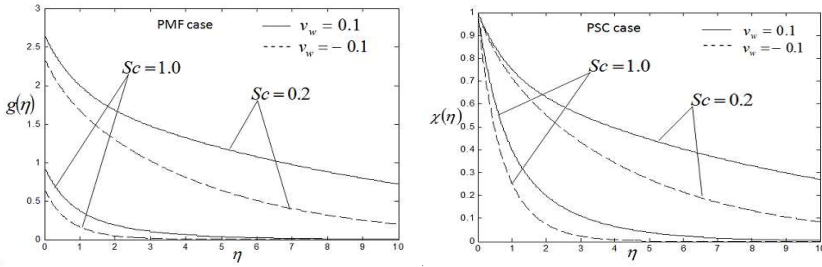 PMF case
v_w = 0.1
v_w = − 0.1
Sc = 1.0
Sc = 0.2
g(η)
3
2.5
2
1.5
1
0.5
0
0 1 2 3 4 5 6 7 8 9 10
η
PSC case
v_w = 0.1
v_w = − 0.1
Sc = 1.0
Sc = 0.2
χ(η)
1
0.9
0.8
0.7
0.6
0.5
0.4
0.3
0.2
0.1
0
0 1 2 3 4 5 6 7 8 9 10
η